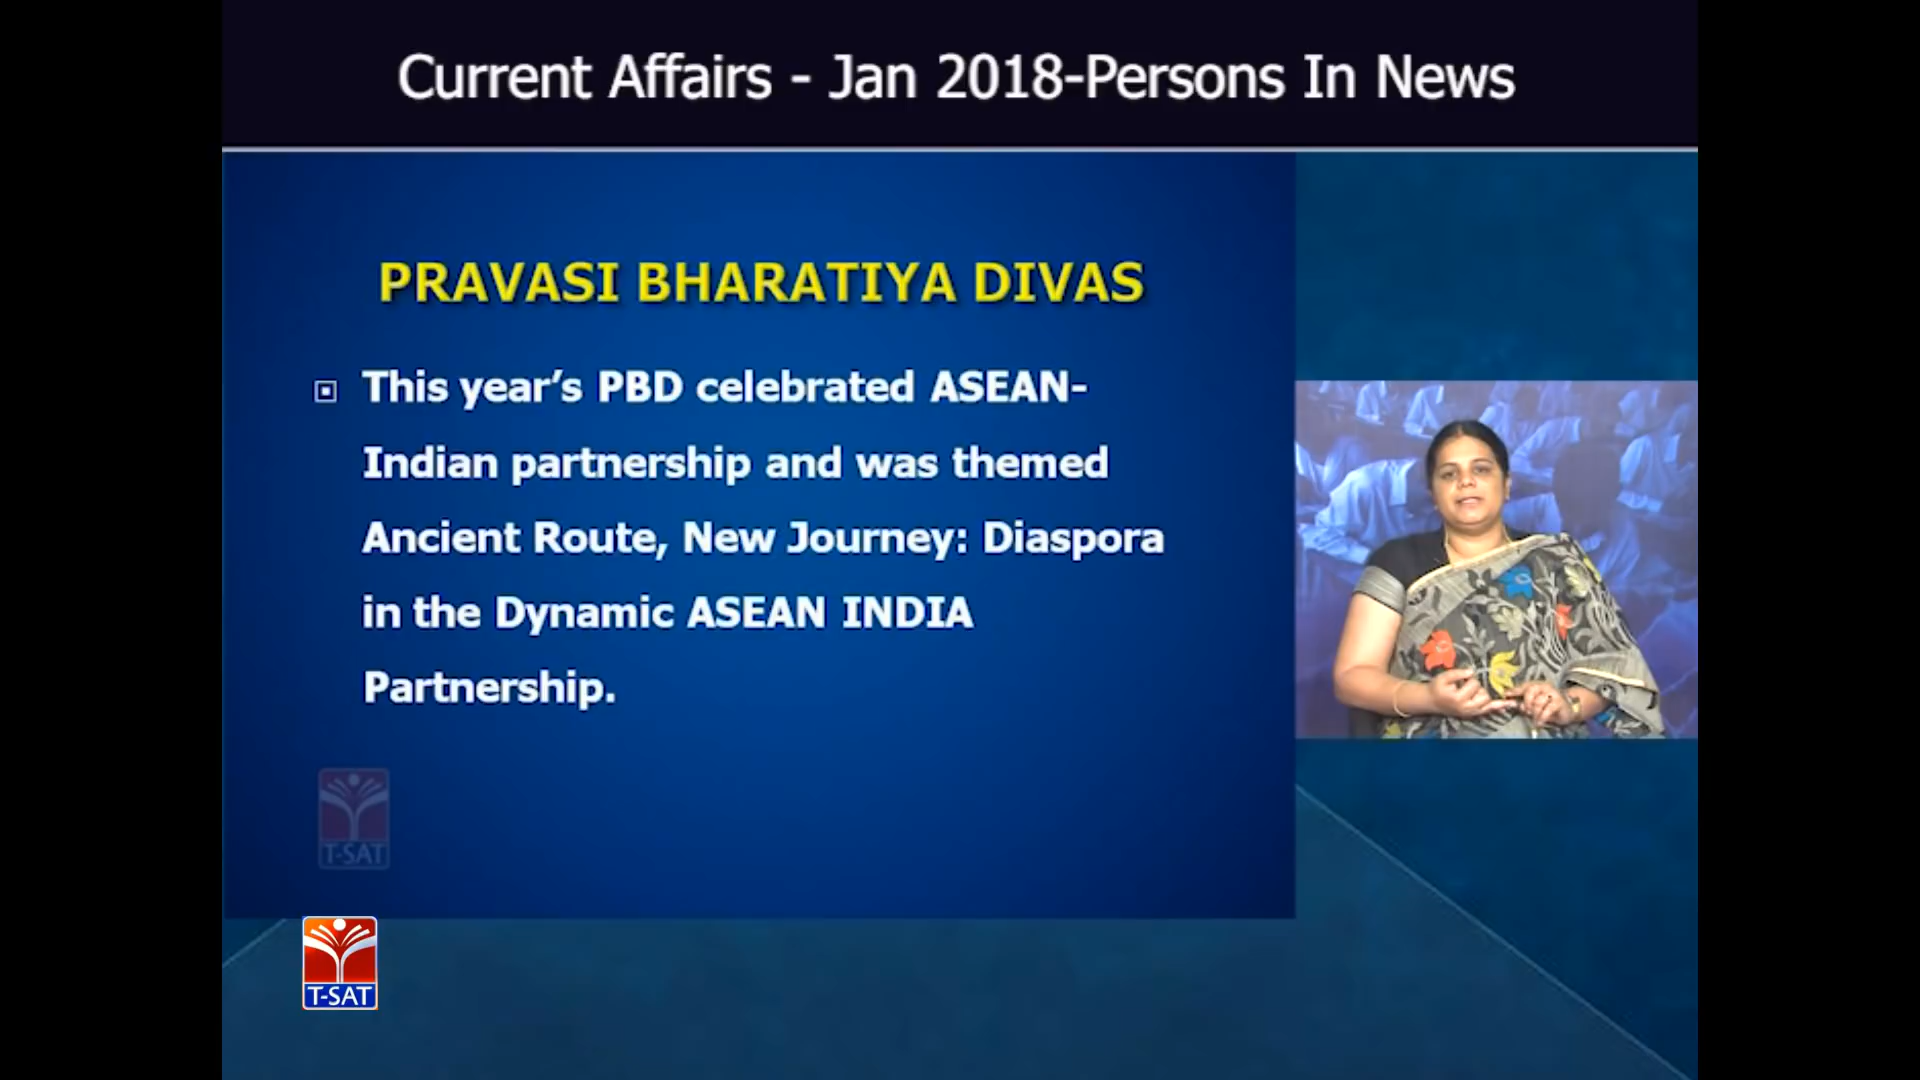 Current Affairs - Jan 2018-Persons In News
PRAVASI BHARATIYA DIVAS
This year’s PBD celebrated ASEAN-
Indian partnership and was themed
Ancient Route, New Journey: Diaspora
in the Dynamic ASEAN INDIA
Partnership.
T-SAT
T-SAT